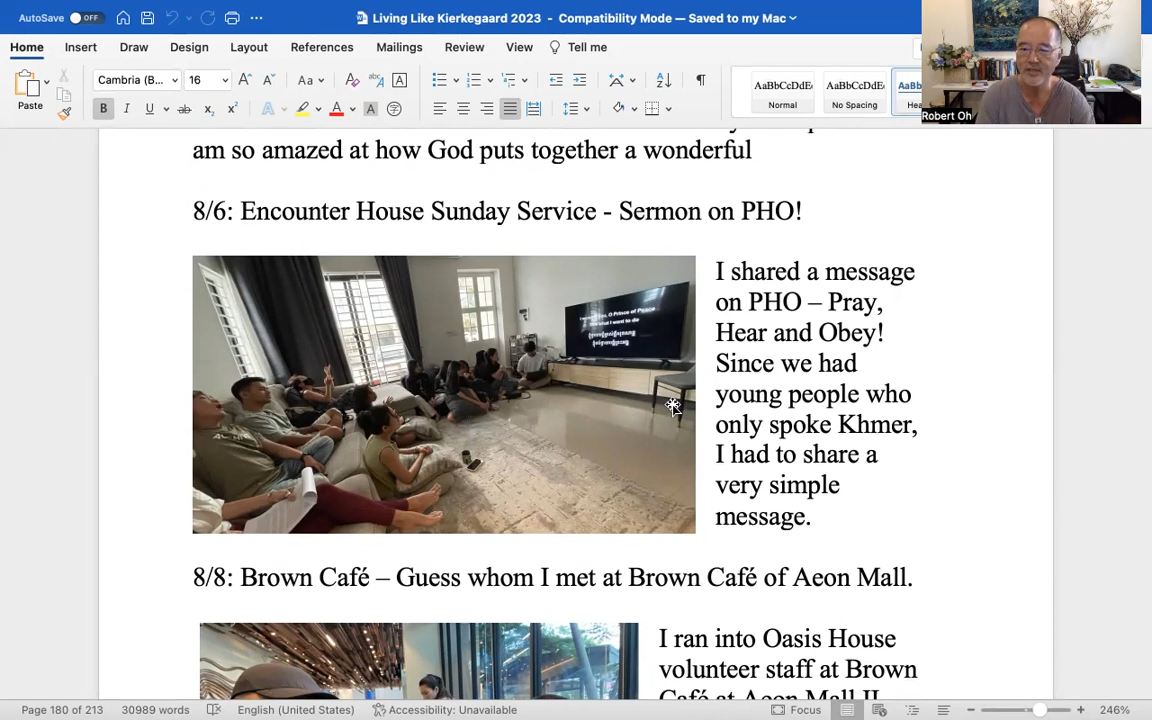 AutoSave OFF
Living Like Kierkegaard 2023 - Compatibility Mode — Saved to my Mac
Home Insert Draw Design Layout References Mailings Review View Tell me
Paste
Cambria (B... 16
AaBbCcDdEe
Normal
AaBbCcDdEe
No Spacing
Robert Oh
am so amazed at how God puts together a wonderful
8/6: Encounter House Sunday Service - Sermon on PHO!
I shared a message
on PHO – Pray,
Hear and Obey!
Since we had
young people who
only spoke Khmer,
I had to share a
very simple
message.
8/8: Brown Café – Guess whom I met at Brown Café of Aeon Mall.
I ran into Oasis House
volunteer staff at Brown
Café at Aeon Mall II
Page 180 of 213 30989 words English (United States) Accessibility: Unavailable Focus 246%